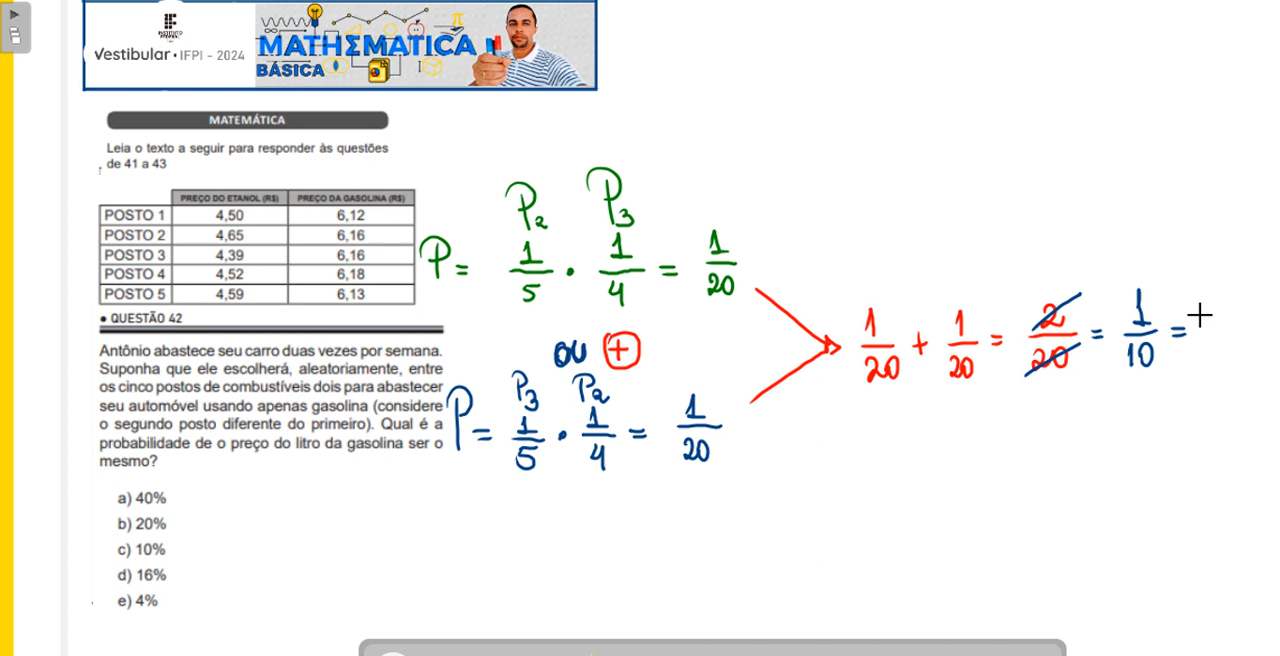 INSTITUTO
FEDERAL
Vestibular • IFPI - 2024
MATHΣMATICA
BÁSICA
π
MATEMÁTICA
Leia o texto a seguir para responder às questões
de 41 a 43
PREÇO DO ETANOL (R$) PREÇO DA GASOLINA (R$)
POSTO 1 4,50 6,12
POSTO 2 4,65 6,16
POSTO 3 4,39 6,16
POSTO 4 4,52 6,18
POSTO 5 4,59 6,13
• QUESTÃO 42
Antônio abastece seu carro duas vezes por semana.
Suponha que ele escolherá, aleatoriamente, entre
os cinco postos de combustíveis dois para abastecer
seu automóvel usando apenas gasolina (considere
o segundo posto diferente do primeiro). Qual é a
probabilidade de o preço do litro da gasolina ser o
mesmo?
a) 40%
b) 20%
c) 10%
d) 16%
e) 4%
P2 P3
P = 1/5 . 1/4 = 1/20
ou +
P3 P2
P = 1/5 . 1/4 = 1/20
1/20 + 1/20 = 2/20 = 1/10 =